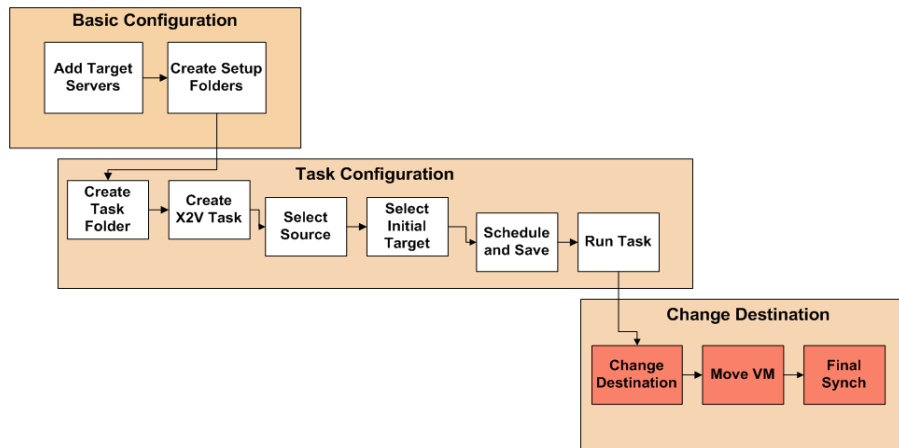 Basic Configuration
Add Target
Servers
Create Setup
Folders
Task Configuration
Create
Task
Folder
Create
X2V Task
Select
Source
Select
Initial
Target
Schedule
and Save
Run Task
Change Destination
Change
Destination
Move VM
Final
Synch